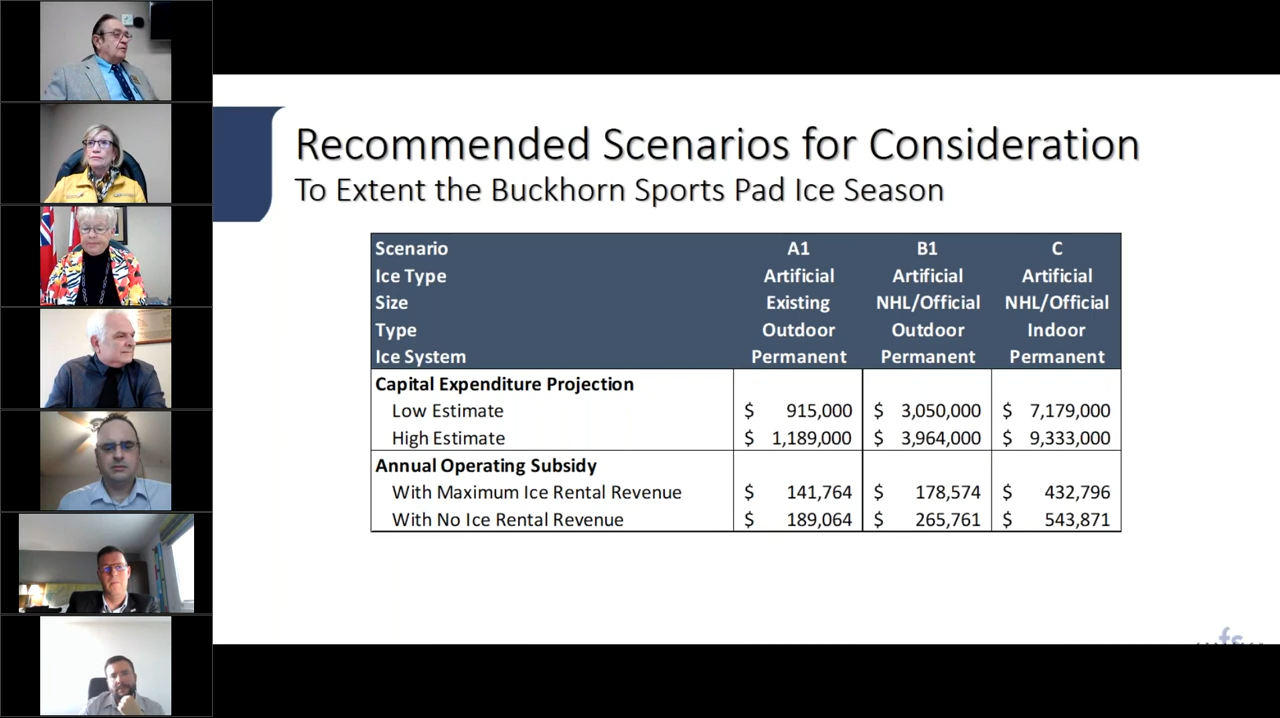 Recommended Scenarios for Consideration
To Extent the Buckhorn Sports Pad Ice Season
Scenario A1 B1 C
Ice Type Artificial Artificial Artificial
Size Existing NHL/Official NHL/Official
Type Outdoor Outdoor Indoor
Ice System Permanent Permanent Permanent
Capital Expenditure Projection
Low Estimate $ 915,000 $ 3,050,000 $ 7,179,000
High Estimate $ 1,189,000 $ 3,964,000 $ 9,333,000
Annual Operating Subsidy
With Maximum Ice Rental Revenue $ 141,764 $ 178,574 $ 432,796
With No Ice Rental Revenue $ 189,064 $ 265,761 $ 543,871